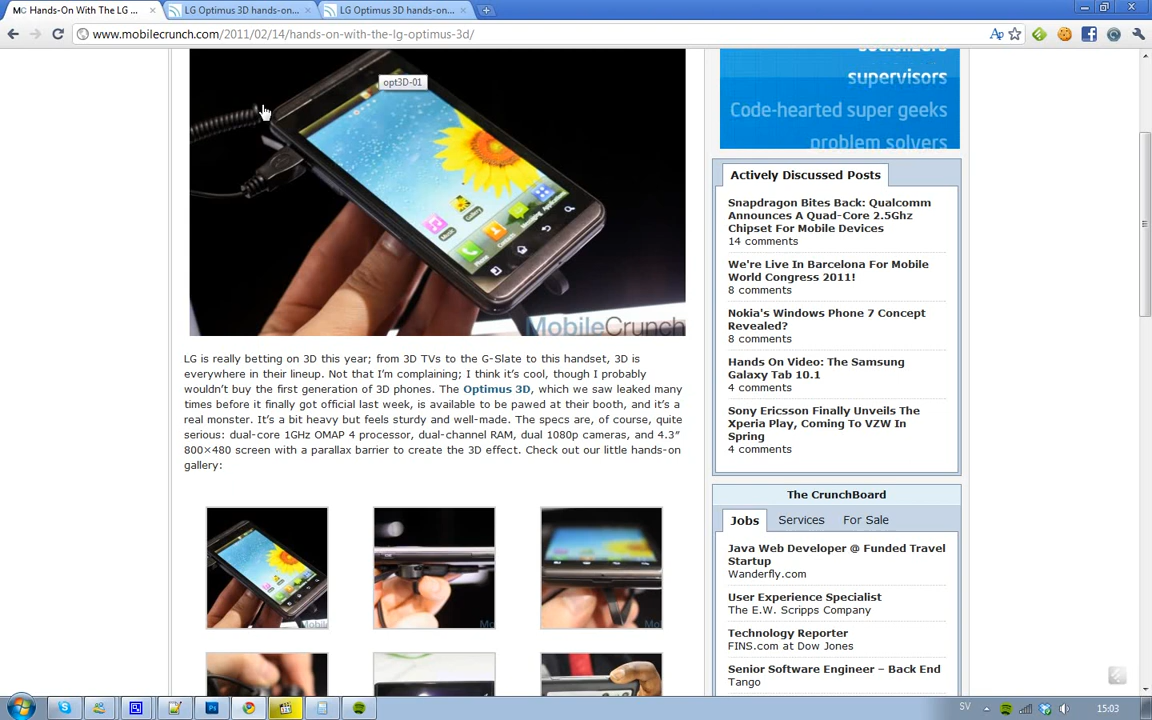 MC Hands-On With The LG ...
LG Optimus 3D hands-on...
LG Optimus 3D hands-on...
www.mobilecrunch.com/2011/02/14/hands-on-with-the-lg-optimus-3d/
opt3D-01
Music
Gallery
Phone
Contacts
Messaging
Applications
MobileCrunch
LG is really betting on 3D this year; from 3D TVs to the G-Slate to this handset, 3D is
everywhere in their lineup. Not that I'm complaining; I think it's cool, though I probably
wouldn't buy the first generation of 3D phones. The Optimus 3D, which we saw leaked many
times before it finally got official last week, is available to be pawed at their booth, and it's a
real monster. It's a bit heavy but feels sturdy and well-made. The specs are, of course, quite
serious: dual-core 1GHz OMAP 4 processor, dual-channel RAM, dual 1080p cameras, and 4.3″
800×480 screen with a parallax barrier to create the 3D effect. Check out our little hands-on
gallery:
Mobil
Mo
Mo
socializers
supervisors
Code-hearted super geeks
problem solvers
Actively Discussed Posts
Snapdragon Bites Back: Qualcomm
Announces A Quad-Core 2.5Ghz
Chipset For Mobile Devices
14 comments
We're Live In Barcelona For Mobile
World Congress 2011!
8 comments
Nokia's Windows Phone 7 Concept
Revealed?
8 comments
Hands On Video: The Samsung
Galaxy Tab 10.1
4 comments
Sony Ericsson Finally Unveils The
Xperia Play, Coming To VZW In
Spring
4 comments
The CrunchBoard
Jobs
Services
For Sale
Java Web Developer @ Funded Travel
Startup
Wanderfly.com
User Experience Specialist
The E.W. Scripps Company
Technology Reporter
FINS.com at Dow Jones
Senior Software Engineer – Back End
Tango
SV
15:03